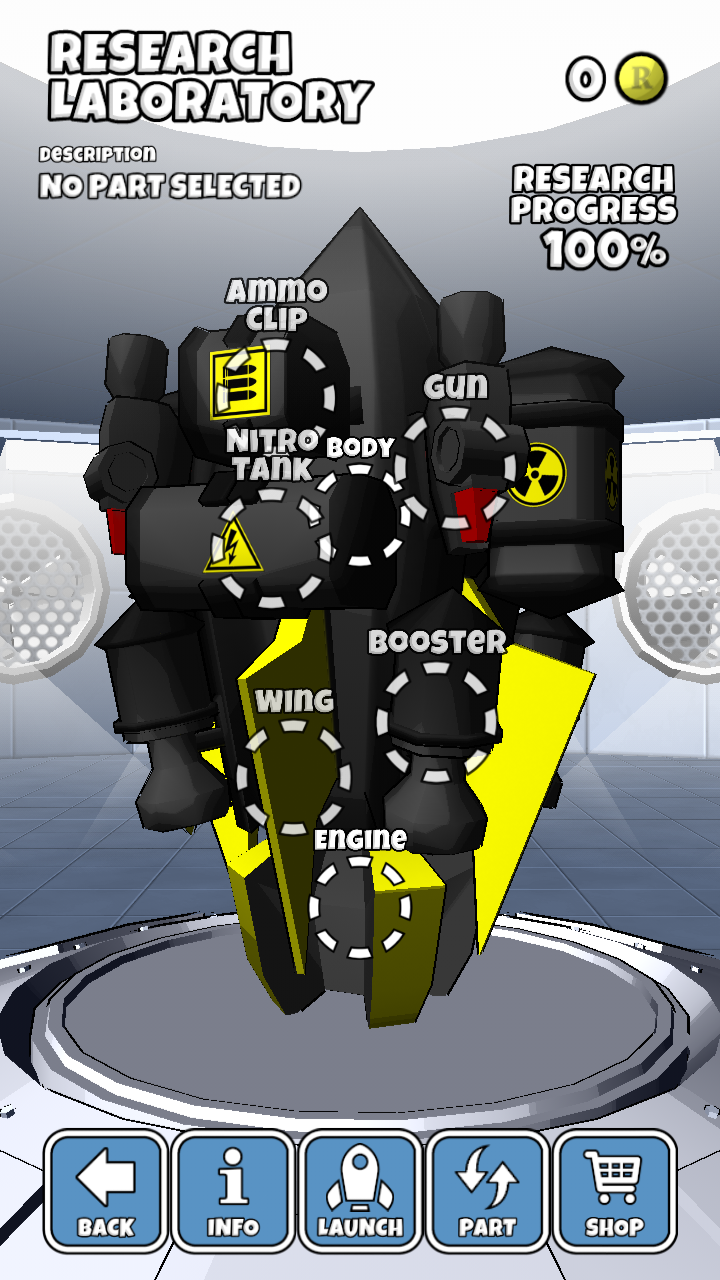 RESEARCH
LABORATORY
0 R
DESCRIPTION
NO PART SELECTED
RESEARCH
PROGRESS
100%
AMMO
CLIP
GUN
NITRO
TANK
BODY
BOOSTER
WING
ENGINE
BACK
INFO
LAUNCH
PART
SHOP